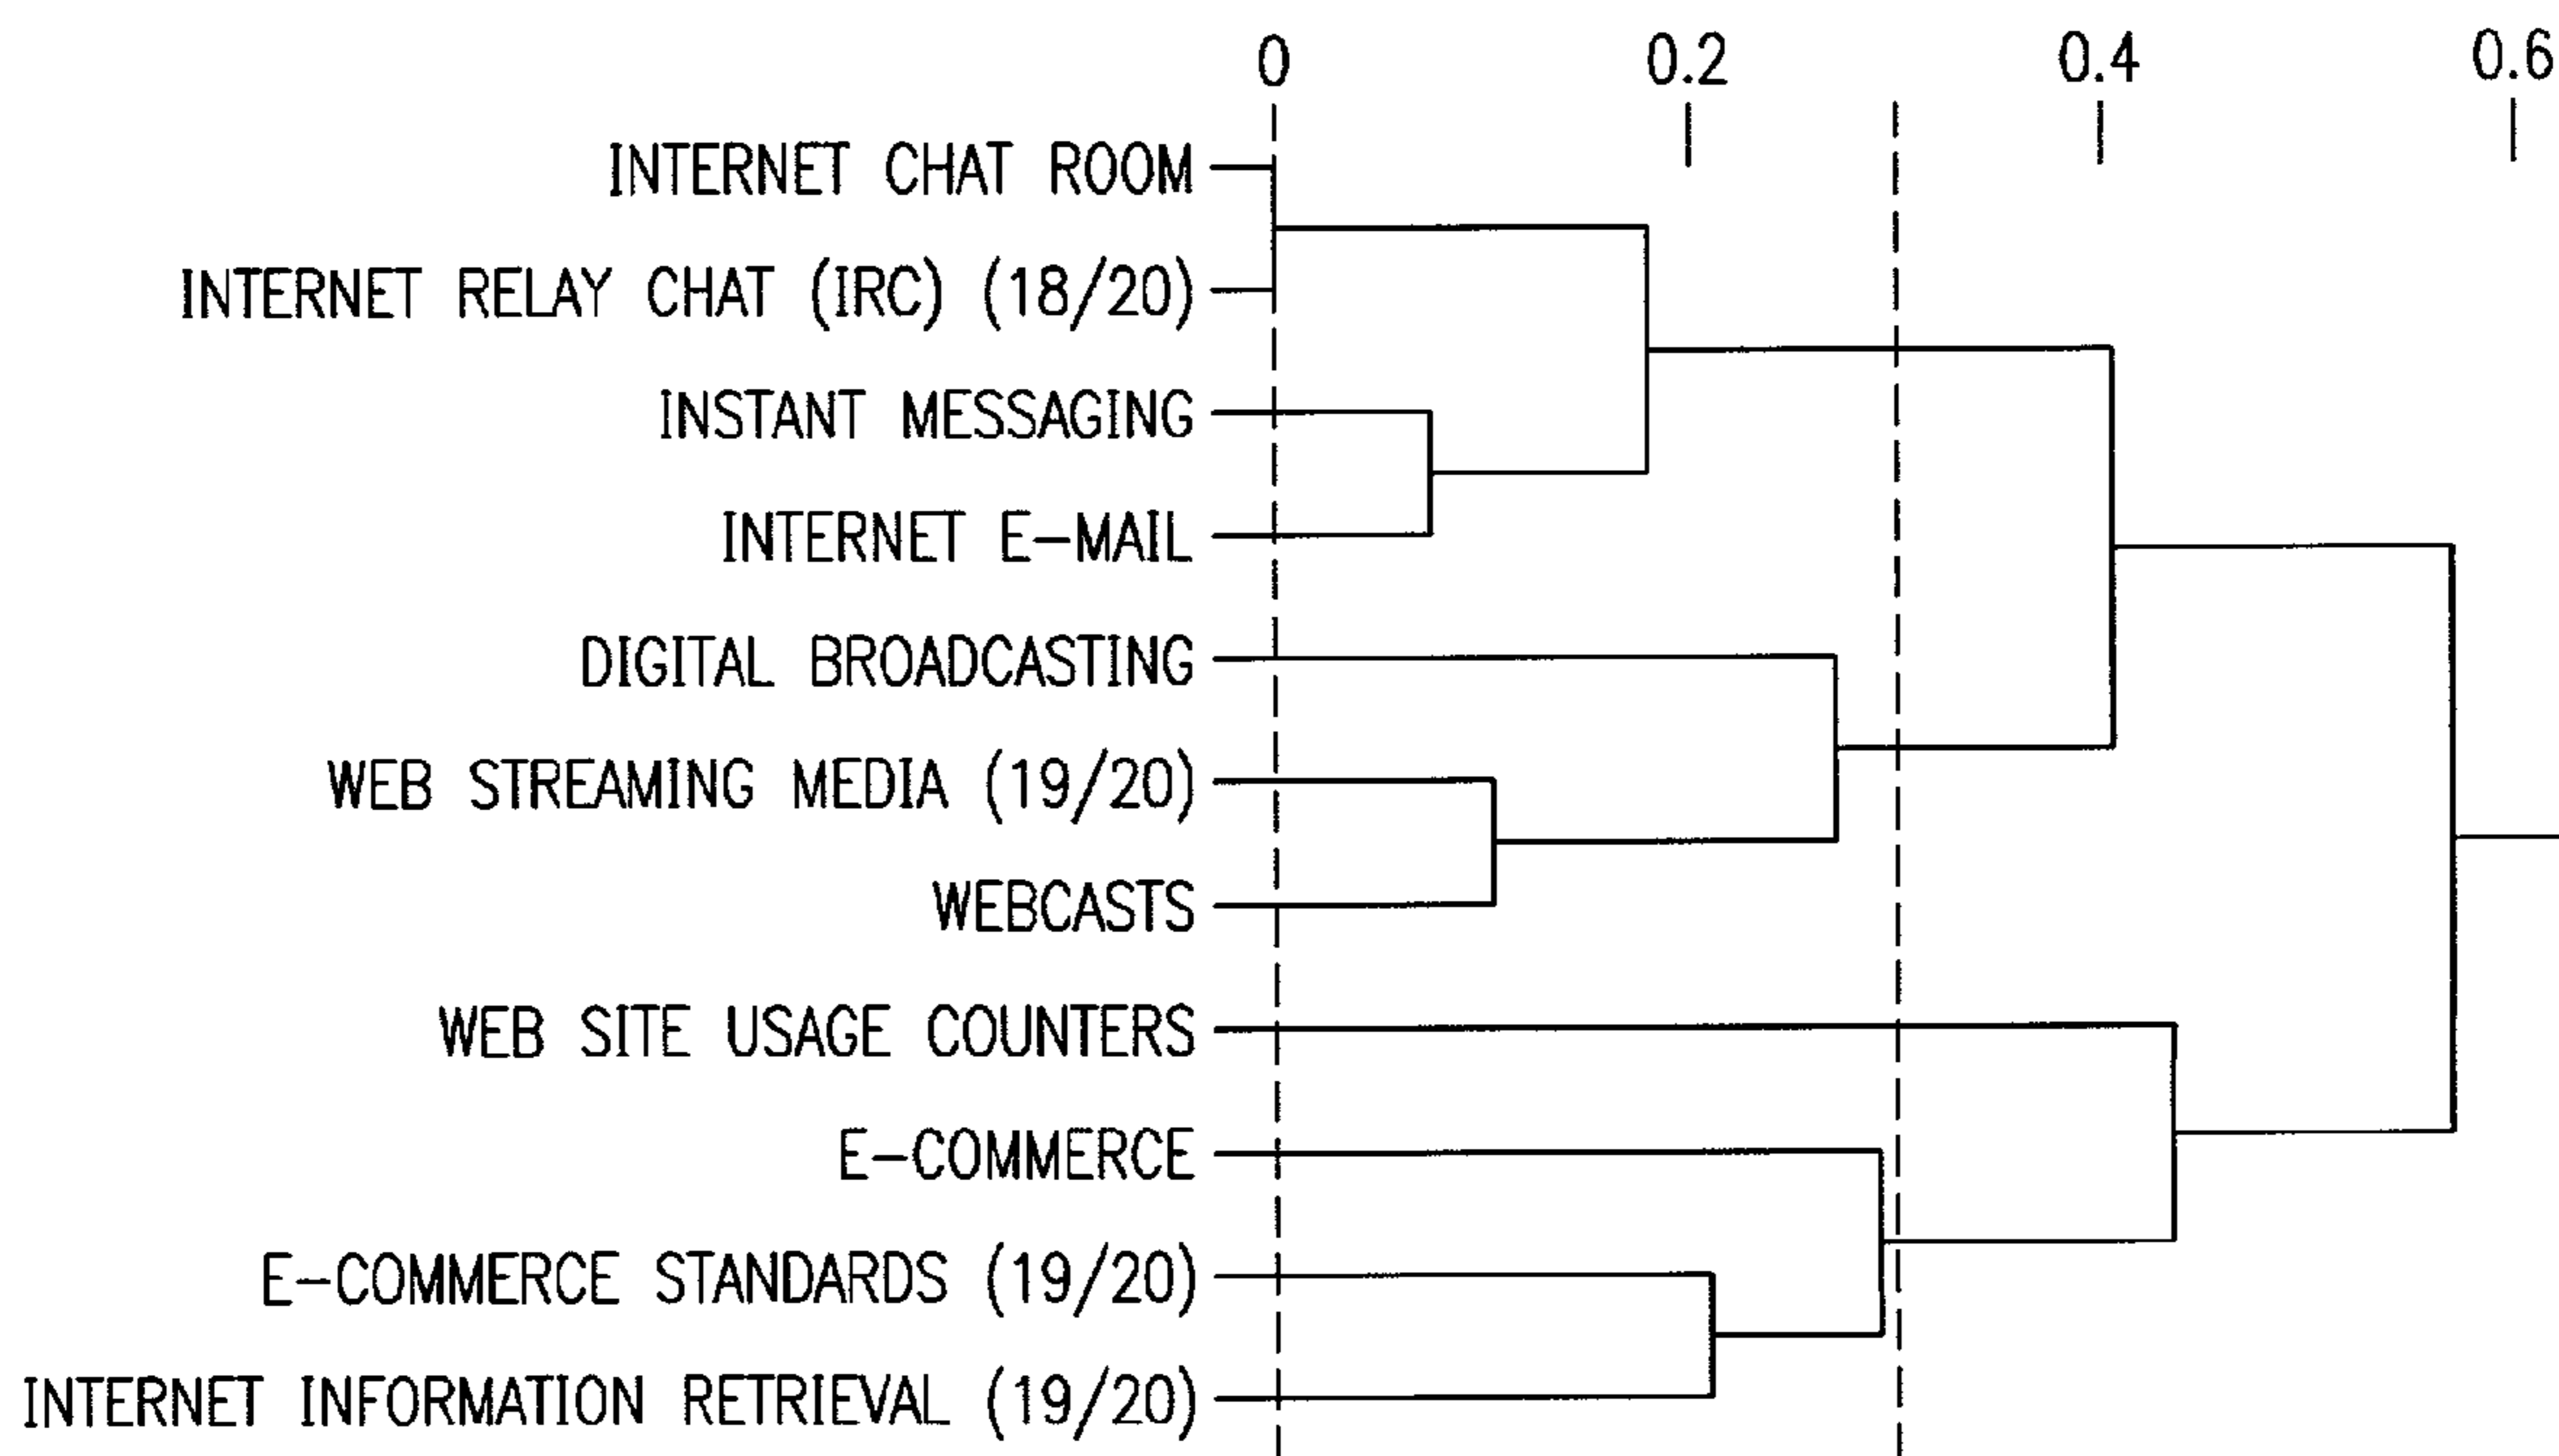 0 0.2 0.4 0.6
INTERNET CHAT ROOM
INTERNET RELAY CHAT (IRC) (18/20)
INSTANT MESSAGING
INTERNET E-MAIL
DIGITAL BROADCASTING
WEB STREAMING MEDIA (19/20)
WEBCASTS
WEB SITE USAGE COUNTERS
E-COMMERCE
E-COMMERCE STANDARDS (19/20)
INTERNET INFORMATION RETRIEVAL (19/20)